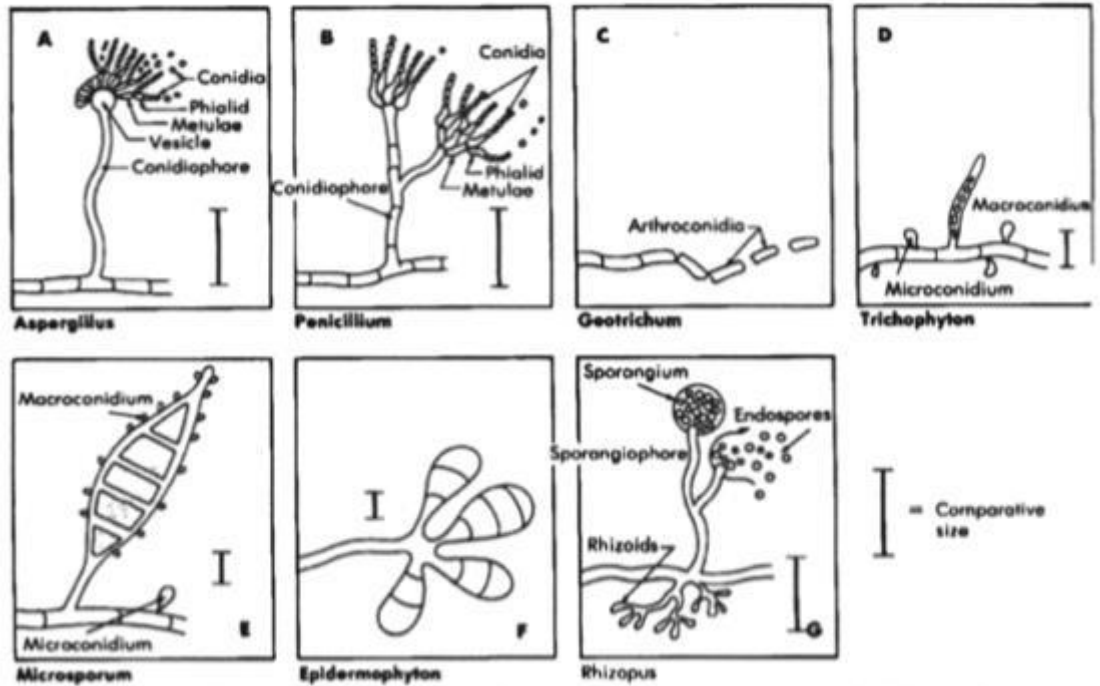 A
Conidia
Phialid
Metulae
Vesicle
Conidiophore
Aspergillus
B
Conidia
Phialid
Metulae
Conidiophore
Penicillium
C
Arthroconidia
Geotrichum
D
Macroconidium
Microconidium
Trichophyton
Macroconidium
Microconidium
E
Microsporum
F
Epidermophyton
Sporangium
Endospores
Sporangiophore
Rhizoids
G
Rhizopus
= Comparative
size